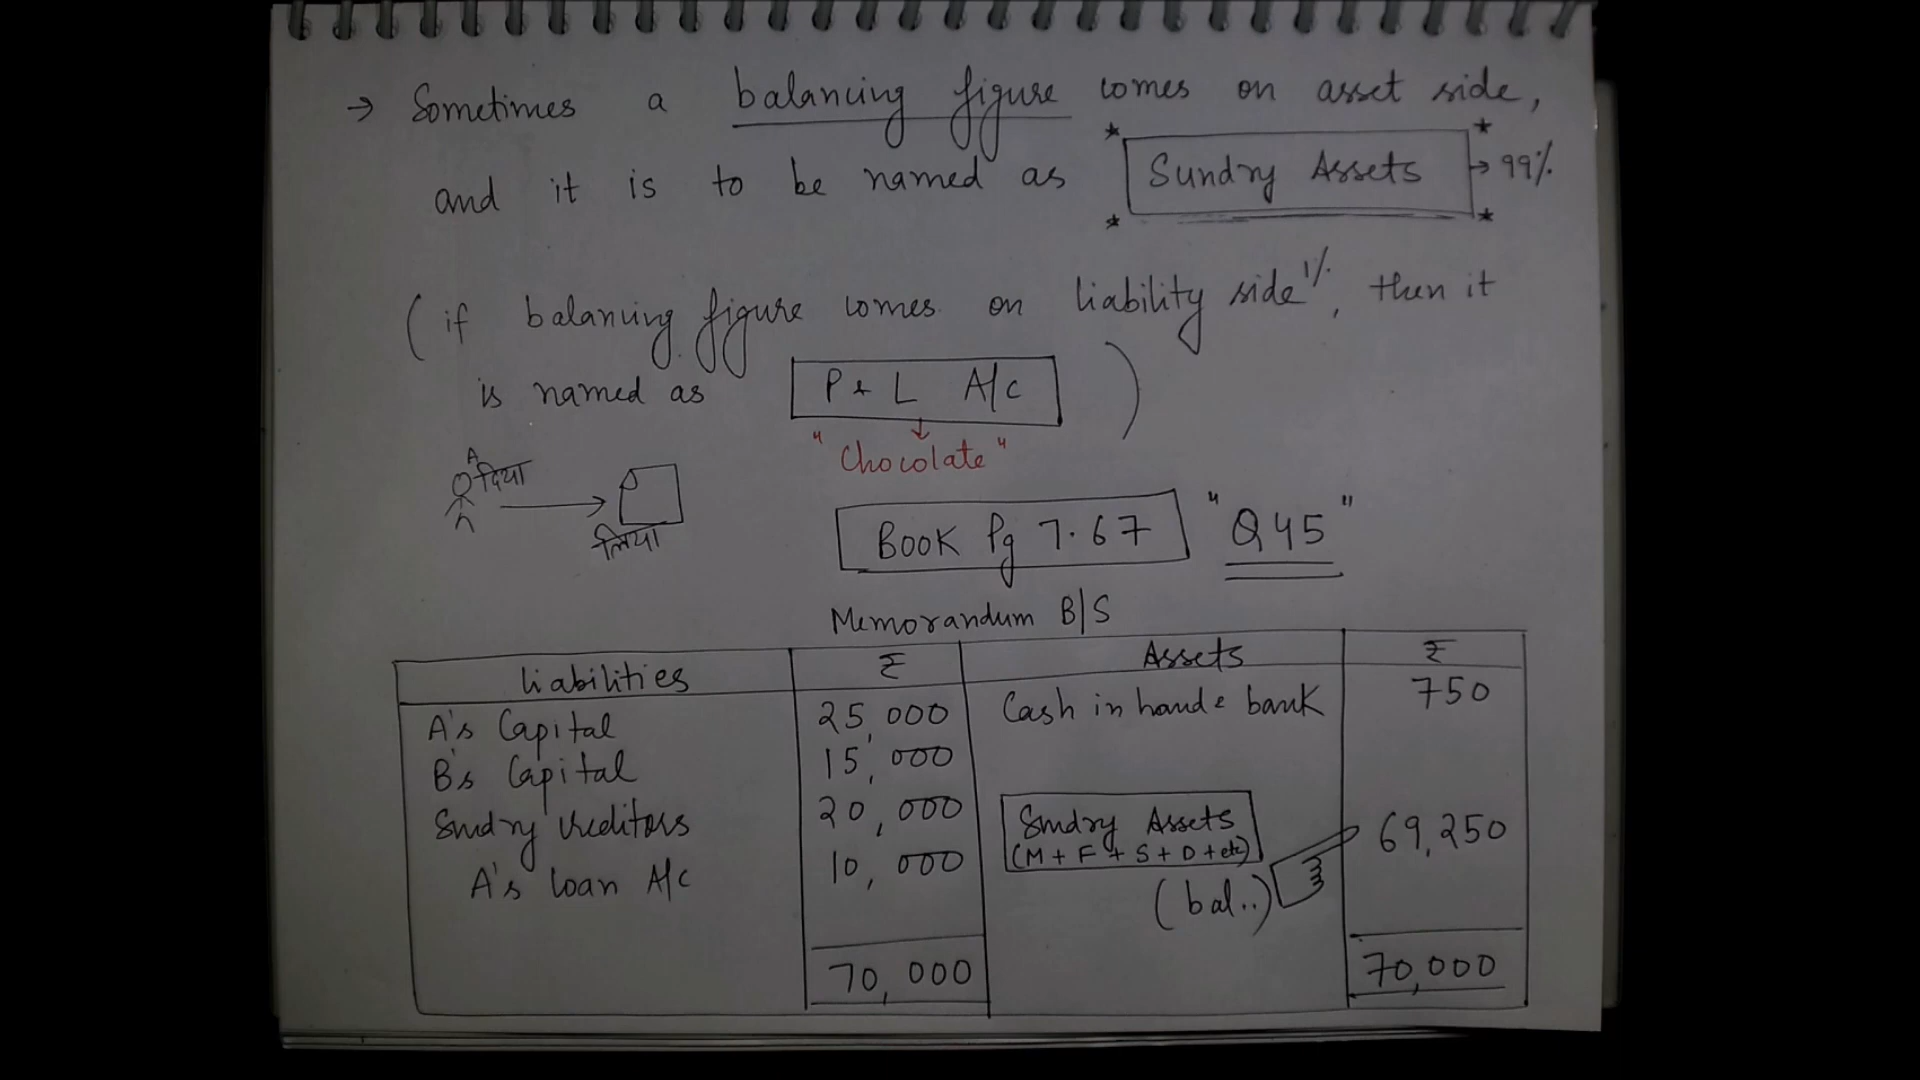 → Sometimes a balancing figure comes on asset side,
and it is to be named as Sundry Assets → 99%
(if balancing figure comes on liability side 1%, then it
is named as P & L A/c )
"Chocolate"
A
दिया
लिया
BOOK Pg 7.67 "Q45"
Memorandum B/S
Liabilities ₹ Assets ₹
A's Capital 25,000 Cash in hand & bank 750
B's Capital 15,000
Sundry Creditors 20,000 Sundry Assets 69,250
(M + F + S + D + etc)
A's loan A/c 10,000
(bal..)
70,000 70,000